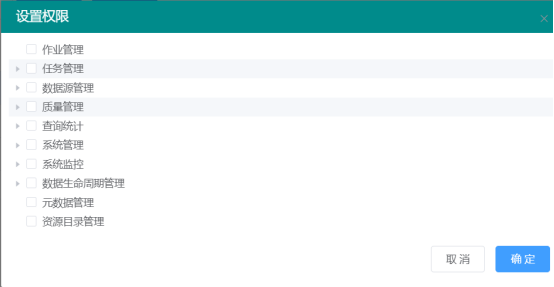 设置权限
作业管理
任务管理
数据源管理
质量管理
查询统计
系统管理
系统监控
数据生命周期管理
元数据管理
资源目录管理
取消 确定